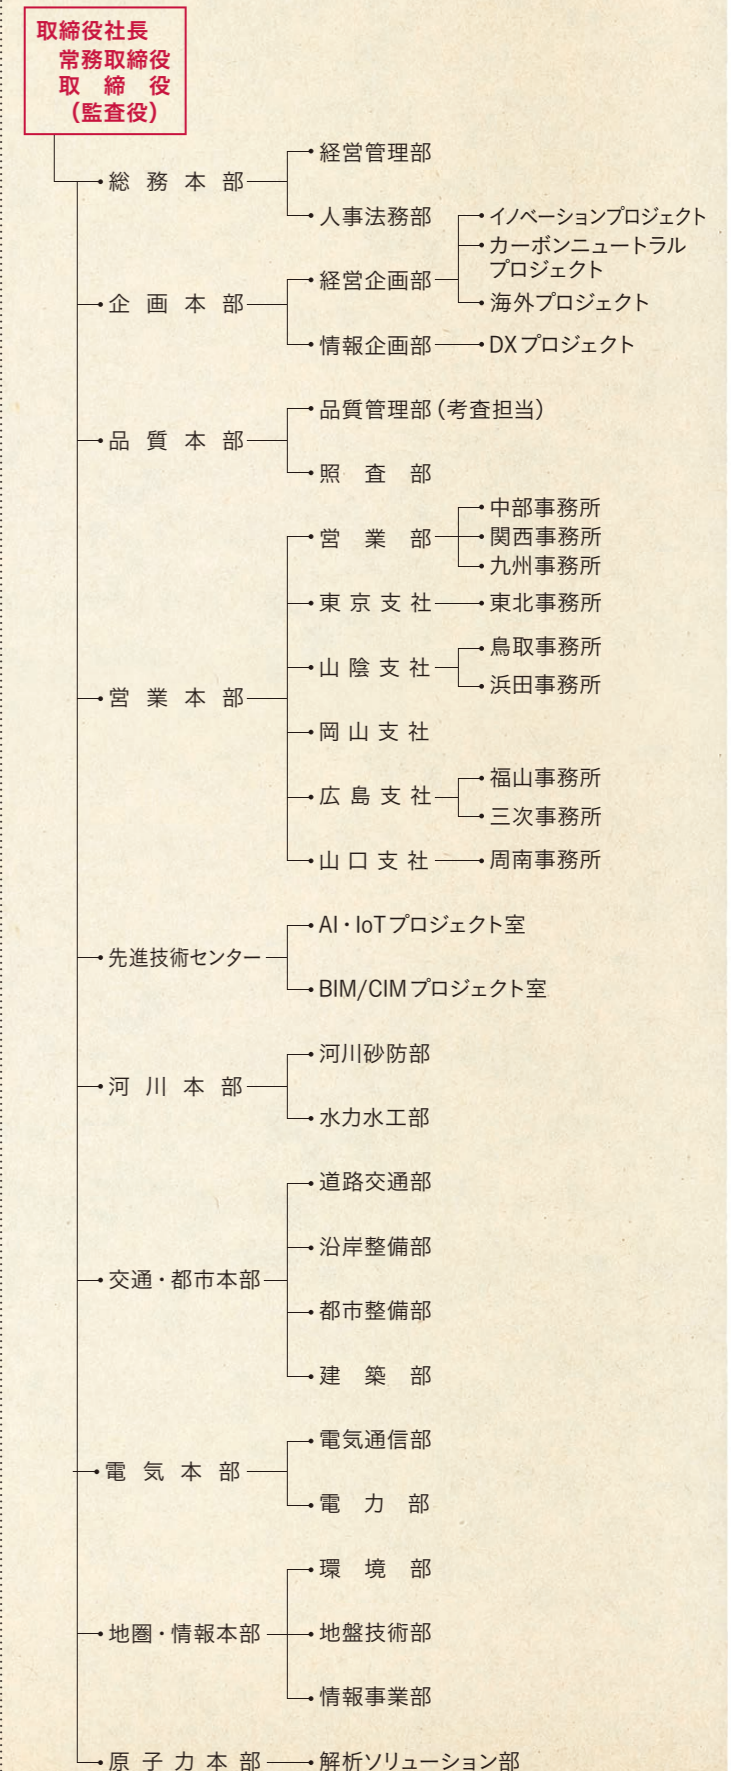 取締役社長
常務取締役
取締役
(監査役)
総務本部
経営管理部
人事法務部
企画本部
経営企画部
イノベーションプロジェクト
カーボンニュートラル
プロジェクト
海外プロジェクト
情報企画部
DXプロジェクト
品質本部
品質管理部(考査担当)
照査部
営業本部
営業部
中部事務所
関西事務所
九州事務所
東京支社
東北事務所
山陰支社
鳥取事務所
浜田事務所
岡山支社
広島支社
福山事務所
三次事務所
山口支社
周南事務所
先進技術センター
AI・IoTプロジェクト室
BIM/CIMプロジェクト室
河川本部
河川砂防部
水力水工部
交通・都市本部
道路交通部
沿岸整備部
都市整備部
建築部
電気本部
電気通信部
電力部
地圏・情報本部
環境部
地盤技術部
情報事業部
原子力本部
解析ソリューション部